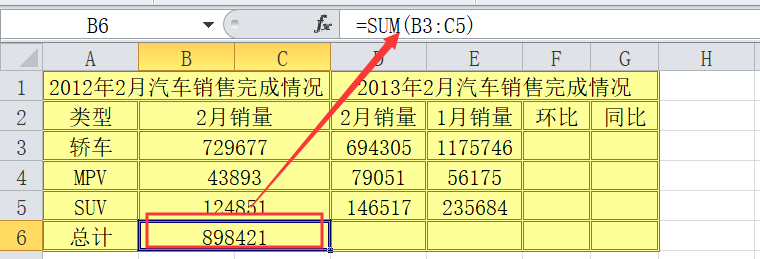 B6 fx =SUM(B3:C5)
A B C D E F G H
1 2012年2月汽车销售完成情况 2013年2月汽车销售完成情况
2 类型 2月销量 2月销量 1月销量 环比 同比
3 轿车 729677 694305 1175746
4 MPV 43893 79051 56175
5 SUV 124851 146517 235684
6 总计 898421